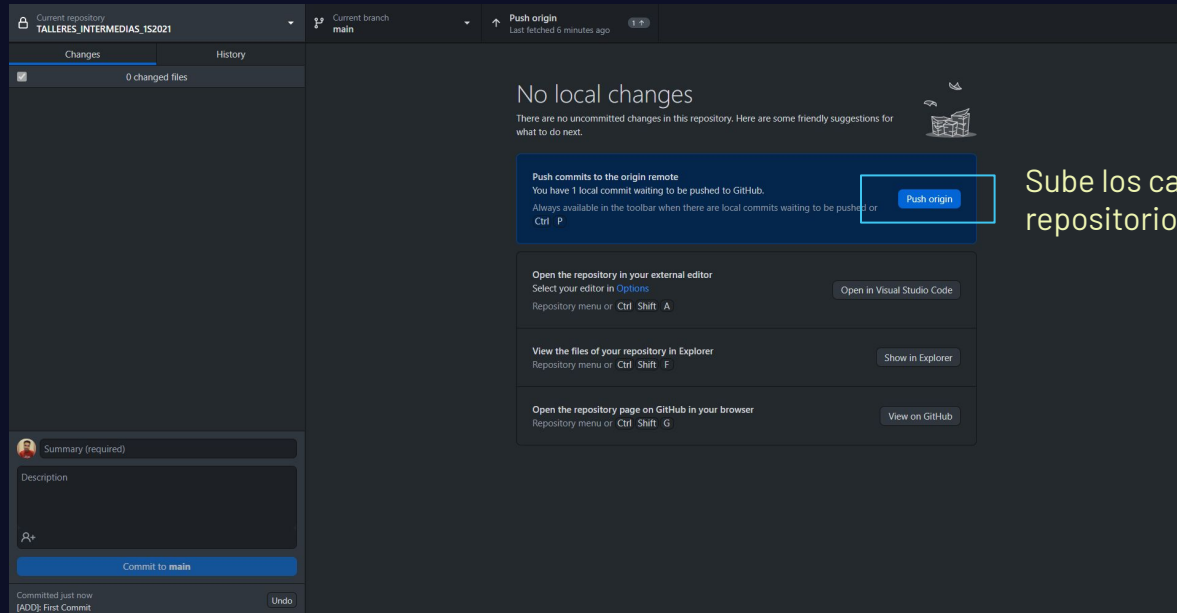 Current repository
TALLERES_INTERMEDIAS_1S2021
Current branch
main
Push origin
Last fetched 6 minutes ago
1
Changes
History
0 changed files
No local changes
There are no uncommitted changes in this repository. Here are some friendly suggestions for
what to do next.
Push commits to the origin remote
You have 1 local commit waiting to be pushed to GitHub.
Always available in the toolbar when there are local commits waiting to be pushed or
Ctrl P
Push origin
Sube los ca
repositorio
Open the repository in your external editor
Select your editor in Options
Repository menu or Ctrl Shift A
Open in Visual Studio Code
View the files of your repository in Explorer
Repository menu or Ctrl Shift F
Show in Explorer
Open the repository page on GitHub in your browser
Repository menu or Ctrl Shift G
View on GitHub
Summary (required)
Description
Commit to main
Committed just now
[ADD]: First Commit
Undo